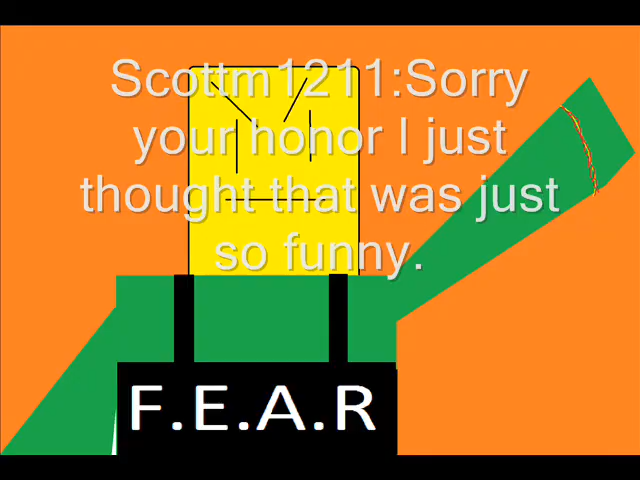 Scottm1211:Sorry
your honor I just
thought that was just
so funny.
F.E.A.R